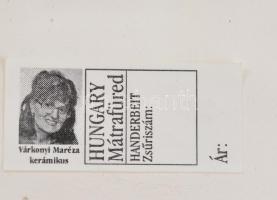 Várkonyi Maréza
kerámikus
HUNGARY
Mátrafüred
HANDERBEIT
Zsűriszám:
Ár: